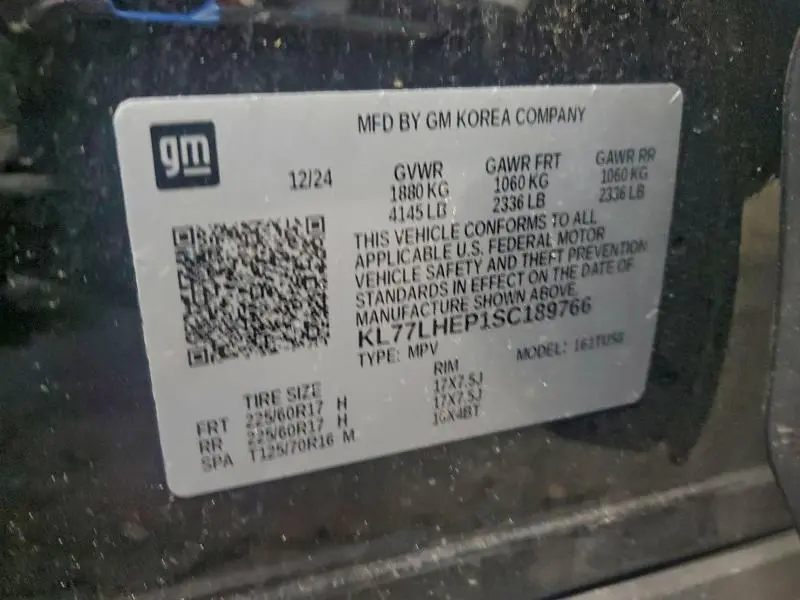 gm
MFD BY GM KOREA COMPANY
12/24
GVWR GAWR FRT GAWR RR
1880 KG 1060 KG 1060 KG
4145 LB 2336 LB 2336 LB
THIS VEHICLE CONFORMS TO ALL
APPLICABLE U.S. FEDERAL MOTOR
VEHICLE SAFETY AND THEFT PREVENTION
STANDARDS IN EFFECT ON THE DATE OF
MANUFACTURE SHOWN ABOVE.
KL77LHEP1SC189766
TYPE: MPV MODEL:
TIRE SIZE RIM
FRT 225/60R17 H 17X7.5J
RR 225/60R17 H 17X7.5J
SPA T125/70R16 M 16X4BT